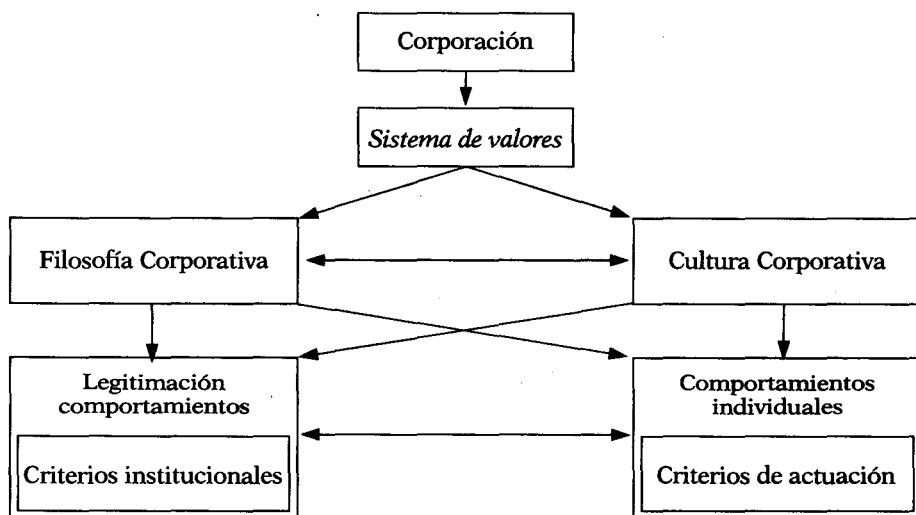 Corporación
Sistema de valores
Filosofía Corporativa
Cultura Corporativa
Legitimación
comportamientos
Criterios institucionales
Comportamientos
individuales
Criterios de actuación